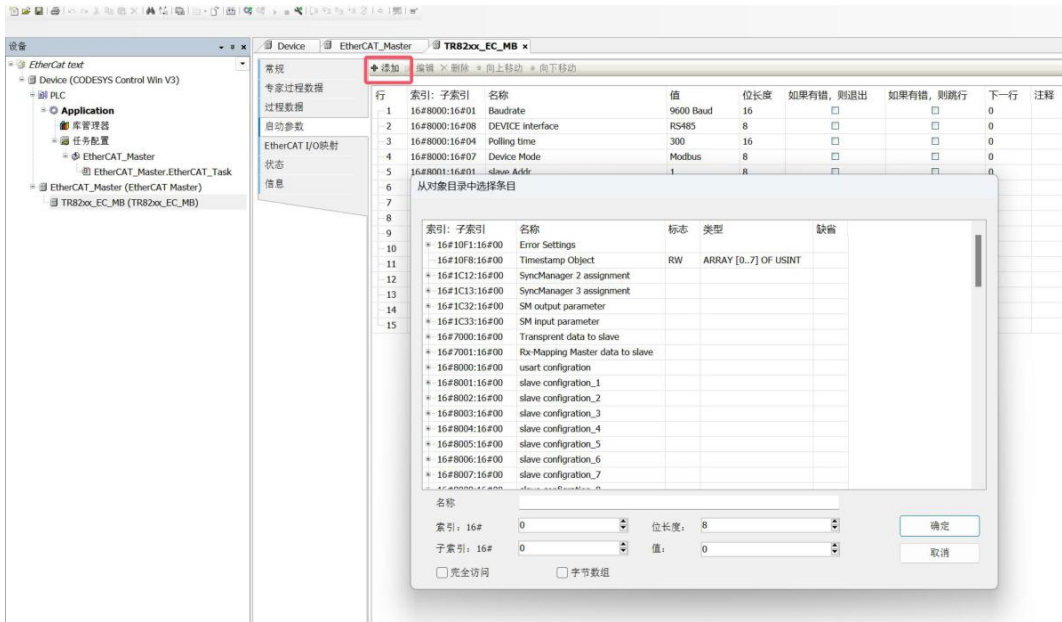 设备
EtherCat text
Device (CODESYS Control Win V3)
PLC
Application
库管理器
任务配置
EtherCAT_Master
EtherCAT_Master.EtherCAT_Task
EtherCAT_Master (EtherCAT Master)
TR82xx_EC_MB (TR82xx_EC_MB)
Device EtherCAT_Master TR82xx_EC_MB ×
常规
专家过程数据
过程数据
启动参数
EtherCAT I/O映射
状态
信息
添加 编辑 删除 向上移动 向下移动
行 索引：子索引 名称 值 位长度 如果有错，则退出 如果有错，则跳行 下一行 注释
1 16#8000:16#01 Baudrate 9600 Baud 16 0
2 16#8000:16#08 DEVICE interface RS485 8 0
3 16#8000:16#04 Polling time 300 16 0
4 16#8000:16#07 Device Mode Modbus 8 0
5 16#8001:16#01 slave Addr 1 8 0
6
7
8
9
10
11
12
13
14
15
从对象目录中选择条目
索引：子索引 名称 标志 类型 缺省
16#10F1:16#00 Error Settings
16#10F8:16#00 Timestamp Object RW ARRAY [0..7] OF USINT
16#1C12:16#00 SyncManager 2 assignment
16#1C13:16#00 SyncManager 3 assignment
16#1C32:16#00 SM output parameter
16#1C33:16#00 SM input parameter
16#7000:16#00 Transprent data to slave
16#7001:16#00 Rx-Mapping Master data to slave
16#8000:16#00 usart configration
16#8001:16#00 slave configration_1
16#8002:16#00 slave configration_2
16#8003:16#00 slave configration_3
16#8004:16#00 slave configration_4
16#8005:16#00 slave configration_5
16#8006:16#00 slave configration_6
16#8007:16#00 slave configration_7
名称
索引：16# 0 位长度： 8 确定
子索引：16# 0 值： 0 取消
完全访问 字节数组